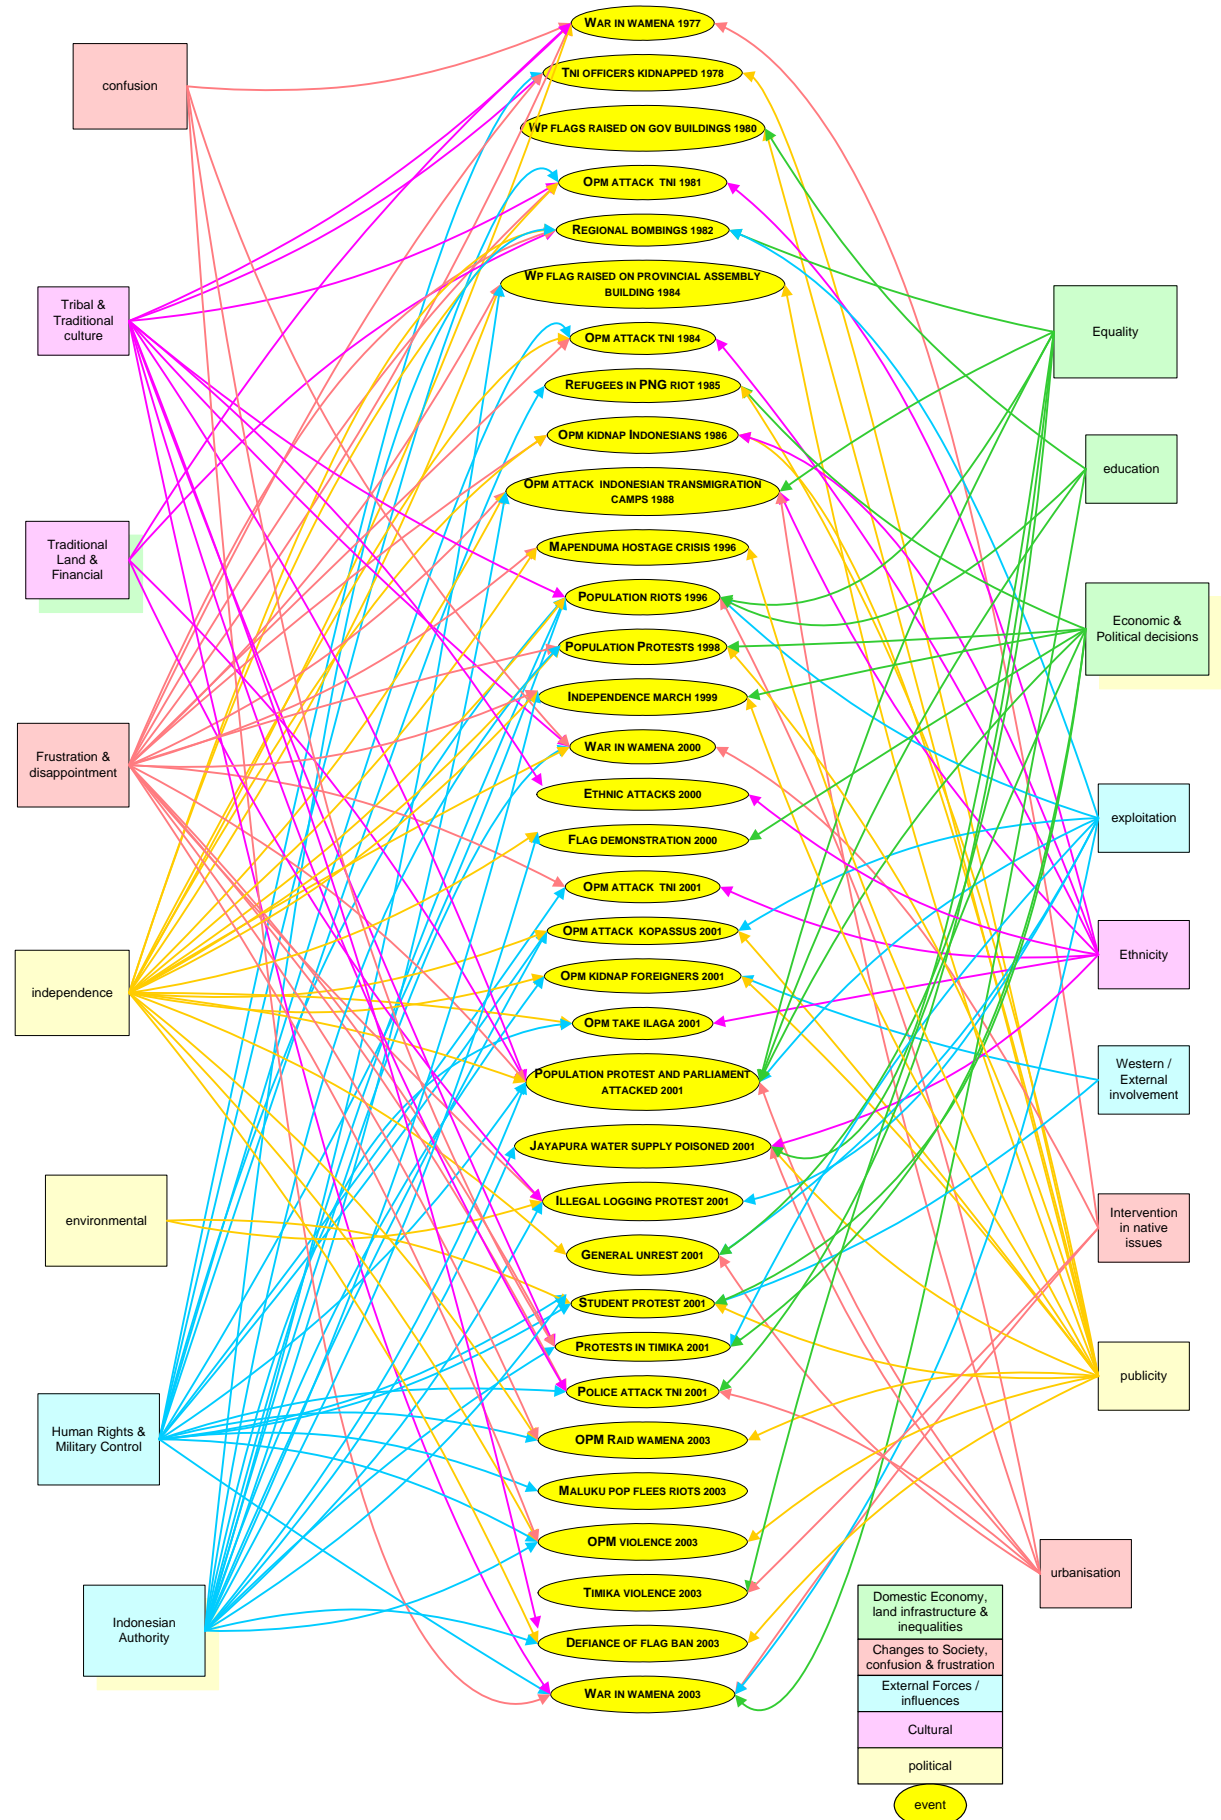 WAR IN WAMENA 1977
confusion
TNI OFFICERS KIDNAPPED 1978
WP FLAGS RAISED ON GOV BUILDINGS 1980
OPM ATTACK TNI 1981
REGIONAL BOMBINGS 1982
WP FLAG RAISED ON PROVINCIAL ASSEMBLY
BUILDING 1984
Tribal &
Traditional
culture
Equality
OPM ATTACK TNI 1984
REFUGEES IN PNG RIOT 1985
OPM KIDNAP INDONESIANS 1986
education
OPM ATTACK INDONESIAN TRANSMIGRATION
CAMPS 1988
Traditional
Land &
Financial
MAPENDUMA HOSTAGE CRISIS 1996
POPULATION RIOTS 1996
Economic &
Political decisions
POPULATION PROTESTS 1998
INDEPENDENCE MARCH 1999
Frustration &
disappointment
WAR IN WAMENA 2000
ETHNIC ATTACKS 2000
exploitation
FLAG DEMONSTRATION 2000
OPM ATTACK TNI 2001
OPM ATTACK KOPASSUS 2001
Ethnicity
OPM KIDNAP FOREIGNERS 2001
independence
OPM TAKE ILAGA 2001
POPULATION PROTEST AND PARLIAMENT
ATTACKED 2001
Western /
External
involvement
JAYAPURA WATER SUPPLY POISONED 2001
ILLEGAL LOGGING PROTEST 2001
environmental
Intervention
in native
issues
GENERAL UNREST 2001
STUDENT PROTEST 2001
PROTESTS IN TIMIKA 2001
publicity
POLICE ATTACK TNI 2001
Human Rights &
Military Control
OPM RAID WAMENA 2003
MALUKU POP FLEES RIOTS 2003
OPM VIOLENCE 2003
urbanisation
TIMIKA VIOLENCE 2003
Indonesian
Authority
DEFIANCE OF FLAG BAN 2003
WAR IN WAMENA 2003
Domestic Economy,
land infrastructure &
inequalities
Changes to Society,
confusion & frustration
External Forces /
influences
Cultural
political
event